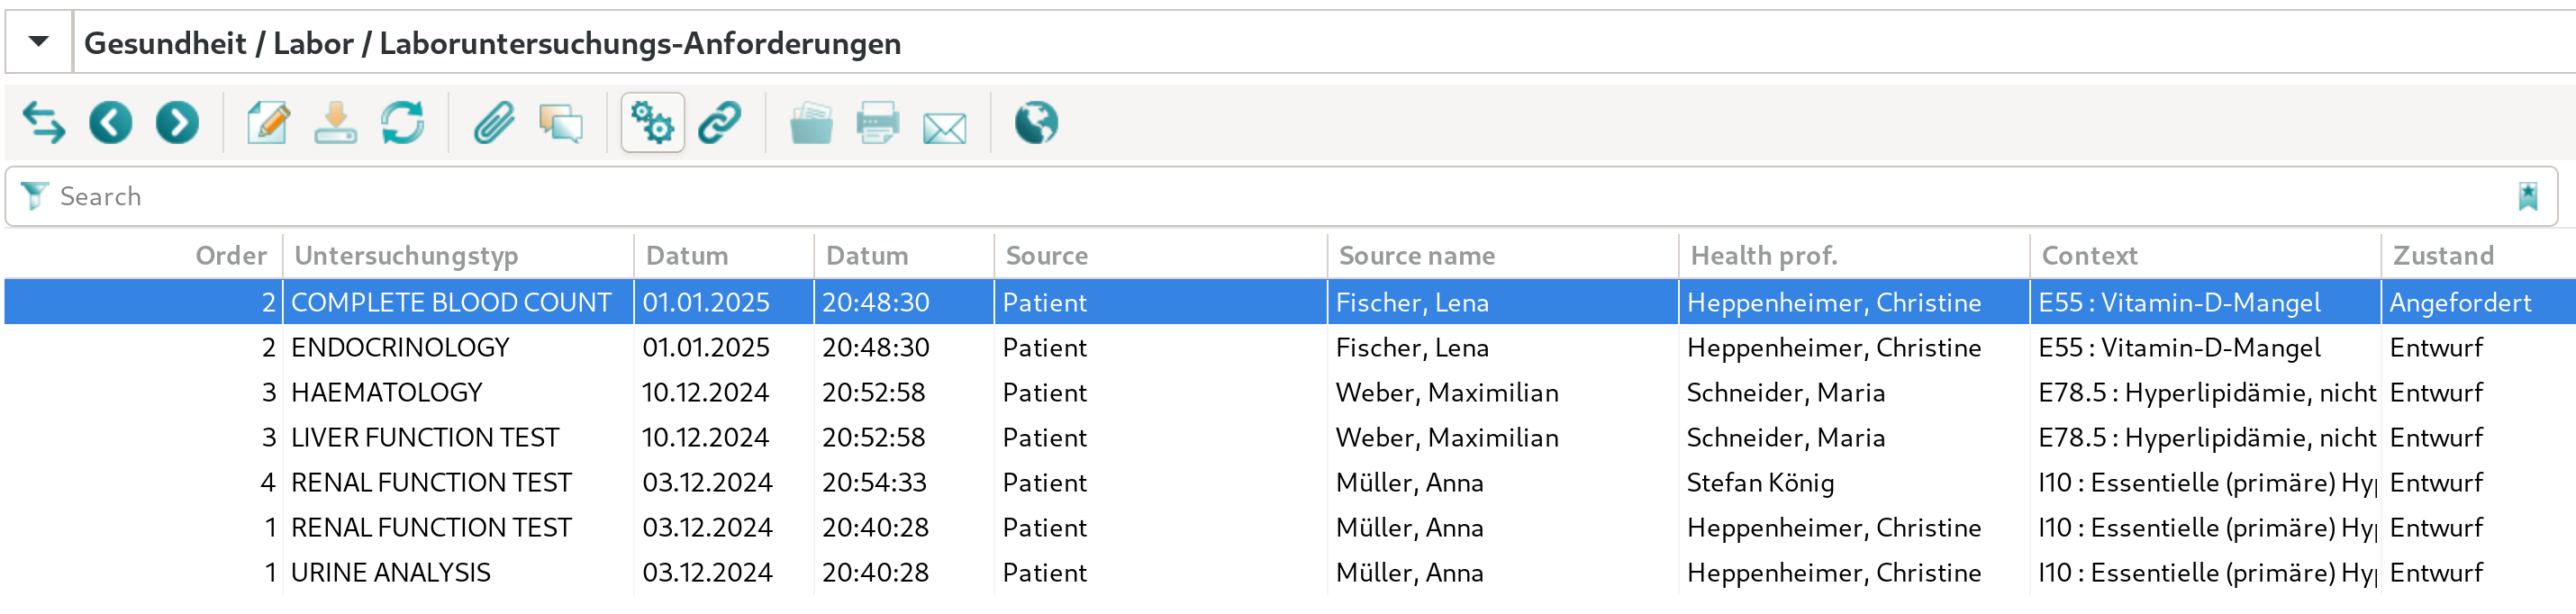 Gesundheit / Labor / Laboruntersuchungs-Anforderungen
Search
Order Untersuchungstyp Datum Datum Source Source name Health prof. Context Zustand
2 COMPLETE BLOOD COUNT 01.01.2025 20:48:30 Patient Fischer, Lena Heppenheimer, Christine E55 : Vitamin-D-Mangel Angefordert
2 ENDOCRINOLOGY 01.01.2025 20:48:30 Patient Fischer, Lena Heppenheimer, Christine E55 : Vitamin-D-Mangel Entwurf
3 HAEMATOLOGY 10.12.2024 20:52:58 Patient Weber, Maximilian Schneider, Maria E78.5 : Hyperlipidämie, nicht Entwurf
3 LIVER FUNCTION TEST 10.12.2024 20:52:58 Patient Weber, Maximilian Schneider, Maria E78.5 : Hyperlipidämie, nicht Entwurf
4 RENAL FUNCTION TEST 03.12.2024 20:54:33 Patient Müller, Anna Stefan König I10 : Essentielle (primäre) Entwurf
1 RENAL FUNCTION TEST 03.12.2024 20:40:28 Patient Müller, Anna Heppenheimer, Christine I10 : Essentielle (primäre) Entwurf
1 URINE ANALYSIS 03.12.2024 20:40:28 Patient Müller, Anna Heppenheimer, Christine I10 : Essentielle (primäre) Entwurf